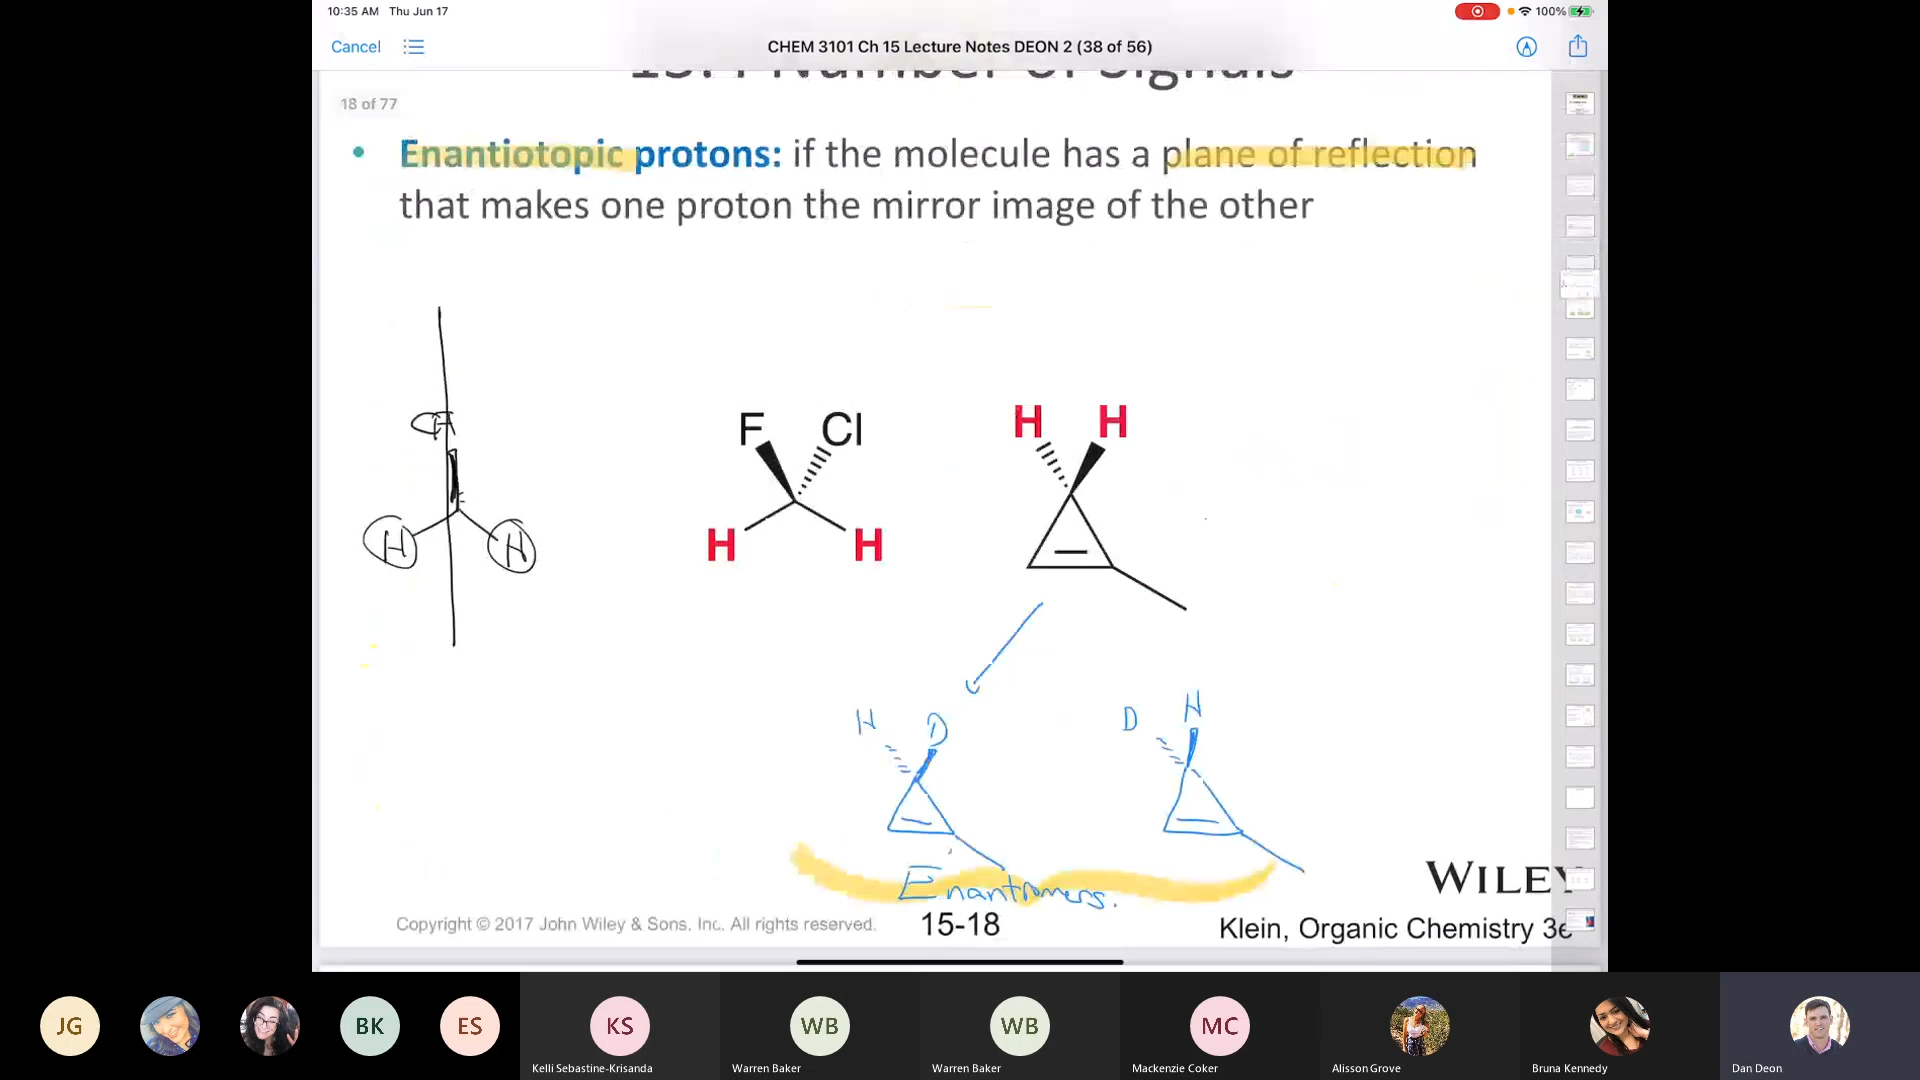 10:35 AM Thu Jun 17
100%
Cancel
CHEM 3101 Ch 15 Lecture Notes DEON 2 (38 of 56)
Number of Signals
18 of 77
• Enantiotopic protons: if the molecule has a plane of reflection
that makes one proton the mirror image of the other
F Cl
H H
H H
H H
H D
D H
Enantiomers.
WILEY
Copyright © 2017 John Wiley & Sons, Inc. All rights reserved.
15-18
Klein, Organic Chemistry 3e
JG
BK
ES
KS
WB
WB
MC
Kelli Sebastine-Krisanda
Warren Baker
Warren Baker
Mackenzie Coker
Alisson Grove
Bruna Kennedy
Dan Deon